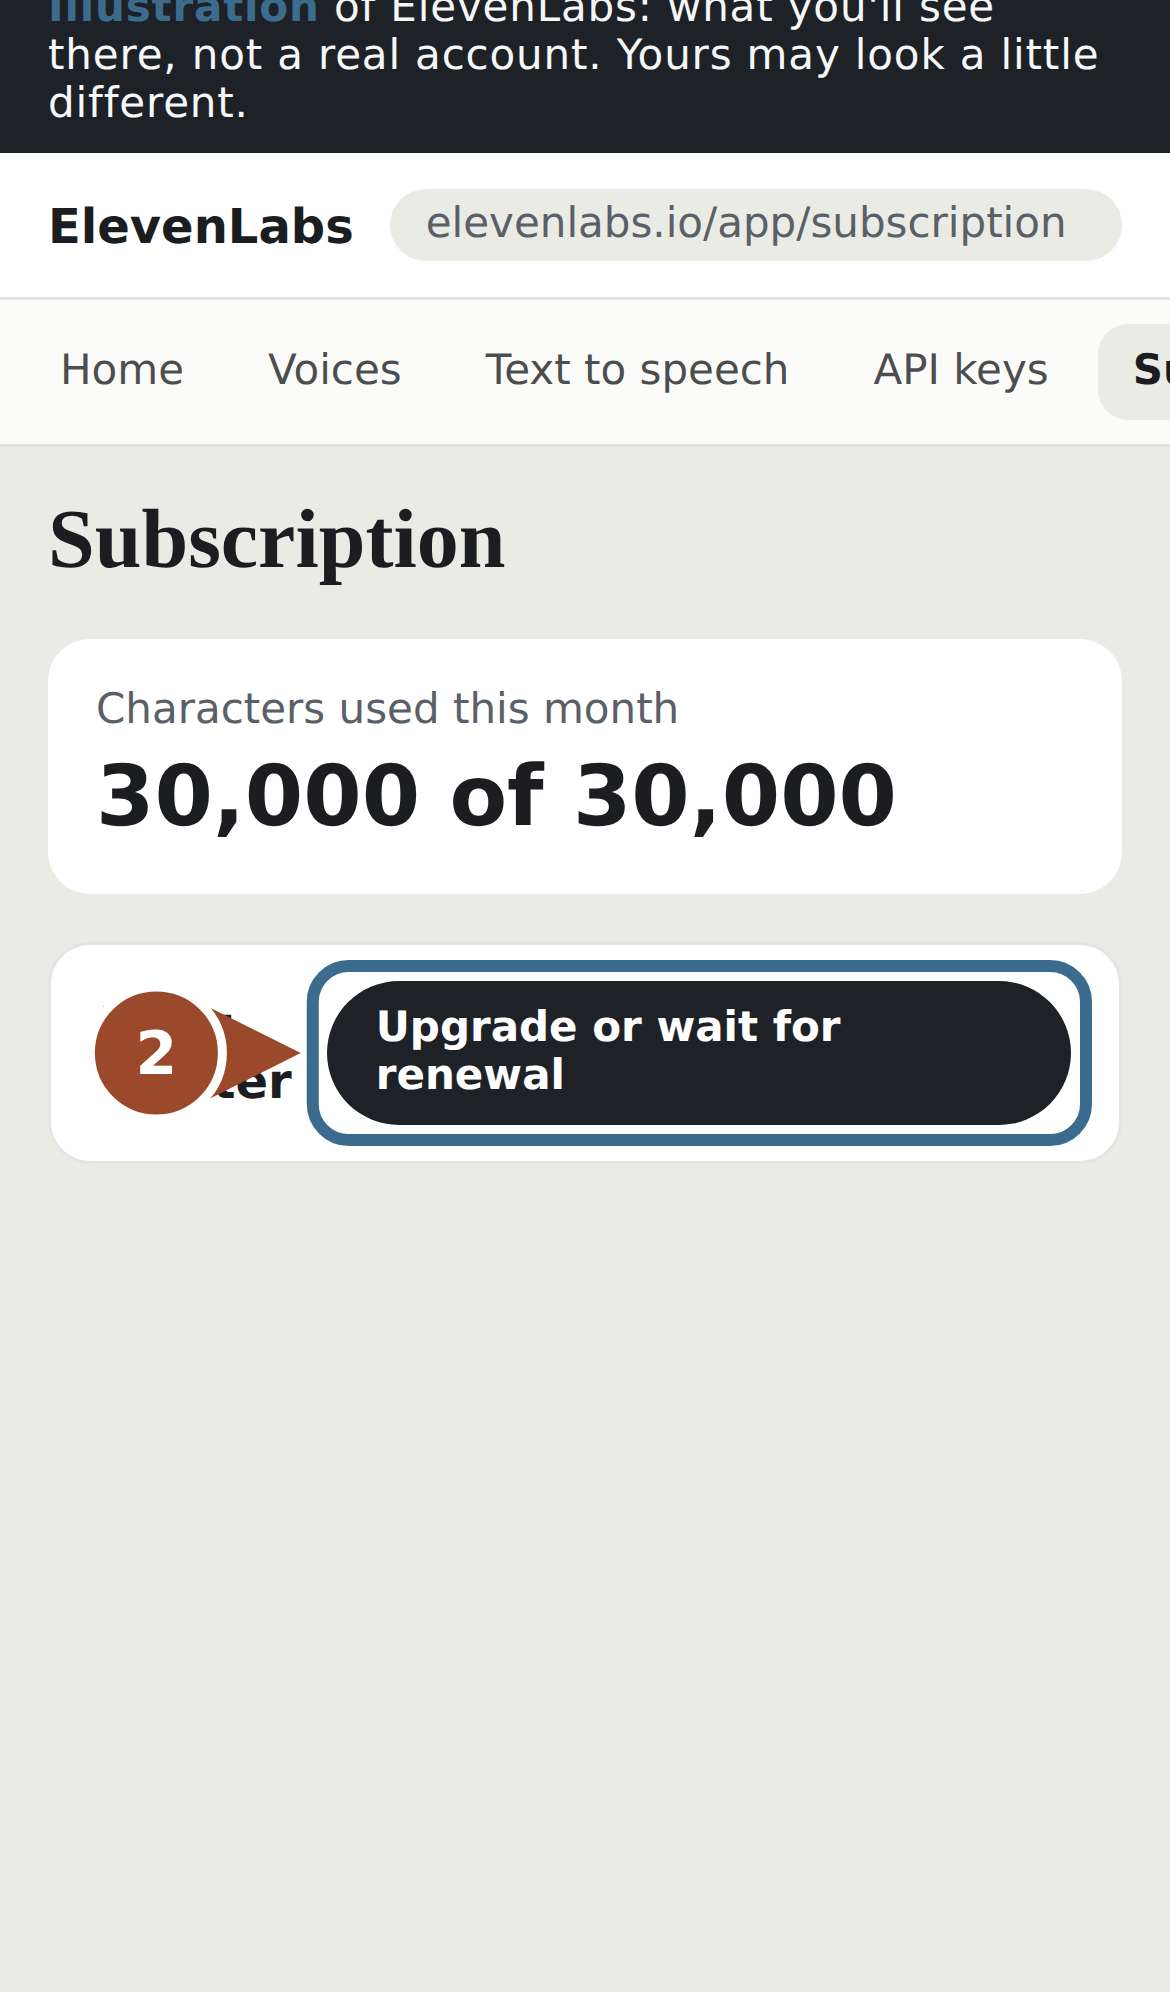 Illustration of ElevenLabs: what you'll see
there, not a real account. Yours may look a little
different.
ElevenLabs
elevenlabs.io/app/subscription
Home Voices Text to speech API keys
Subscription
Characters used this month
30,000 of 30,000
2
Upgrade or wait for
renewal